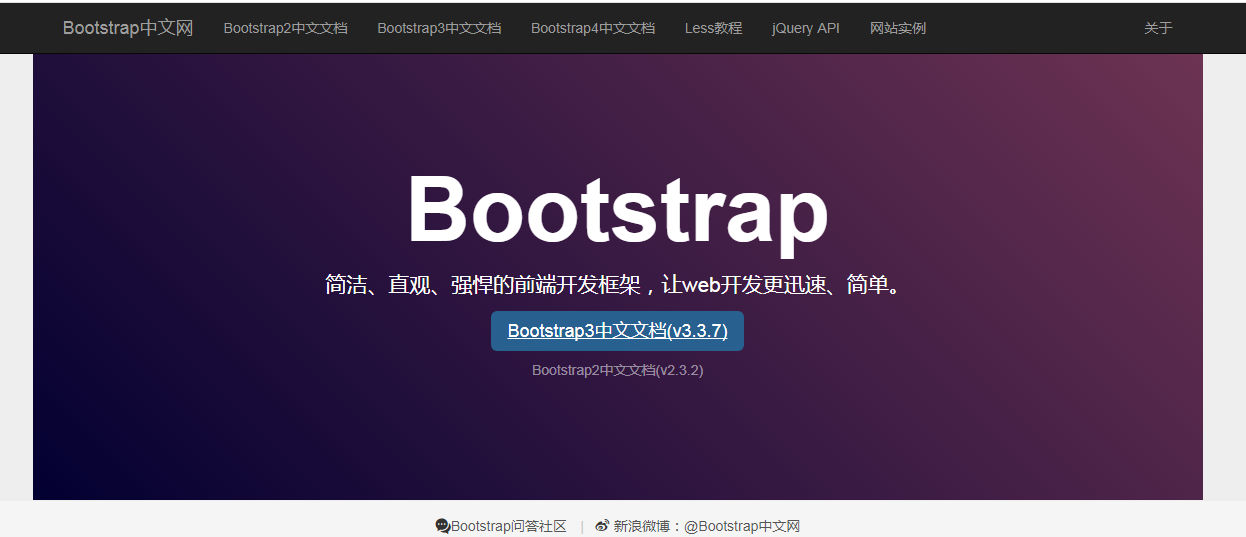 Bootstrap中文网 Bootstrap2中文文档 Bootstrap3中文文档 Bootstrap4中文文档 Less教程 jQuery API 网站实例 关于
Bootstrap
简洁、直观、强悍的前端开发框架，让web开发更迅速、简单。
Bootstrap3中文文档(v3.3.7)
Bootstrap2中文文档(v2.3.2)
Bootstrap问答社区 | 新浪微博：@Bootstrap中文网